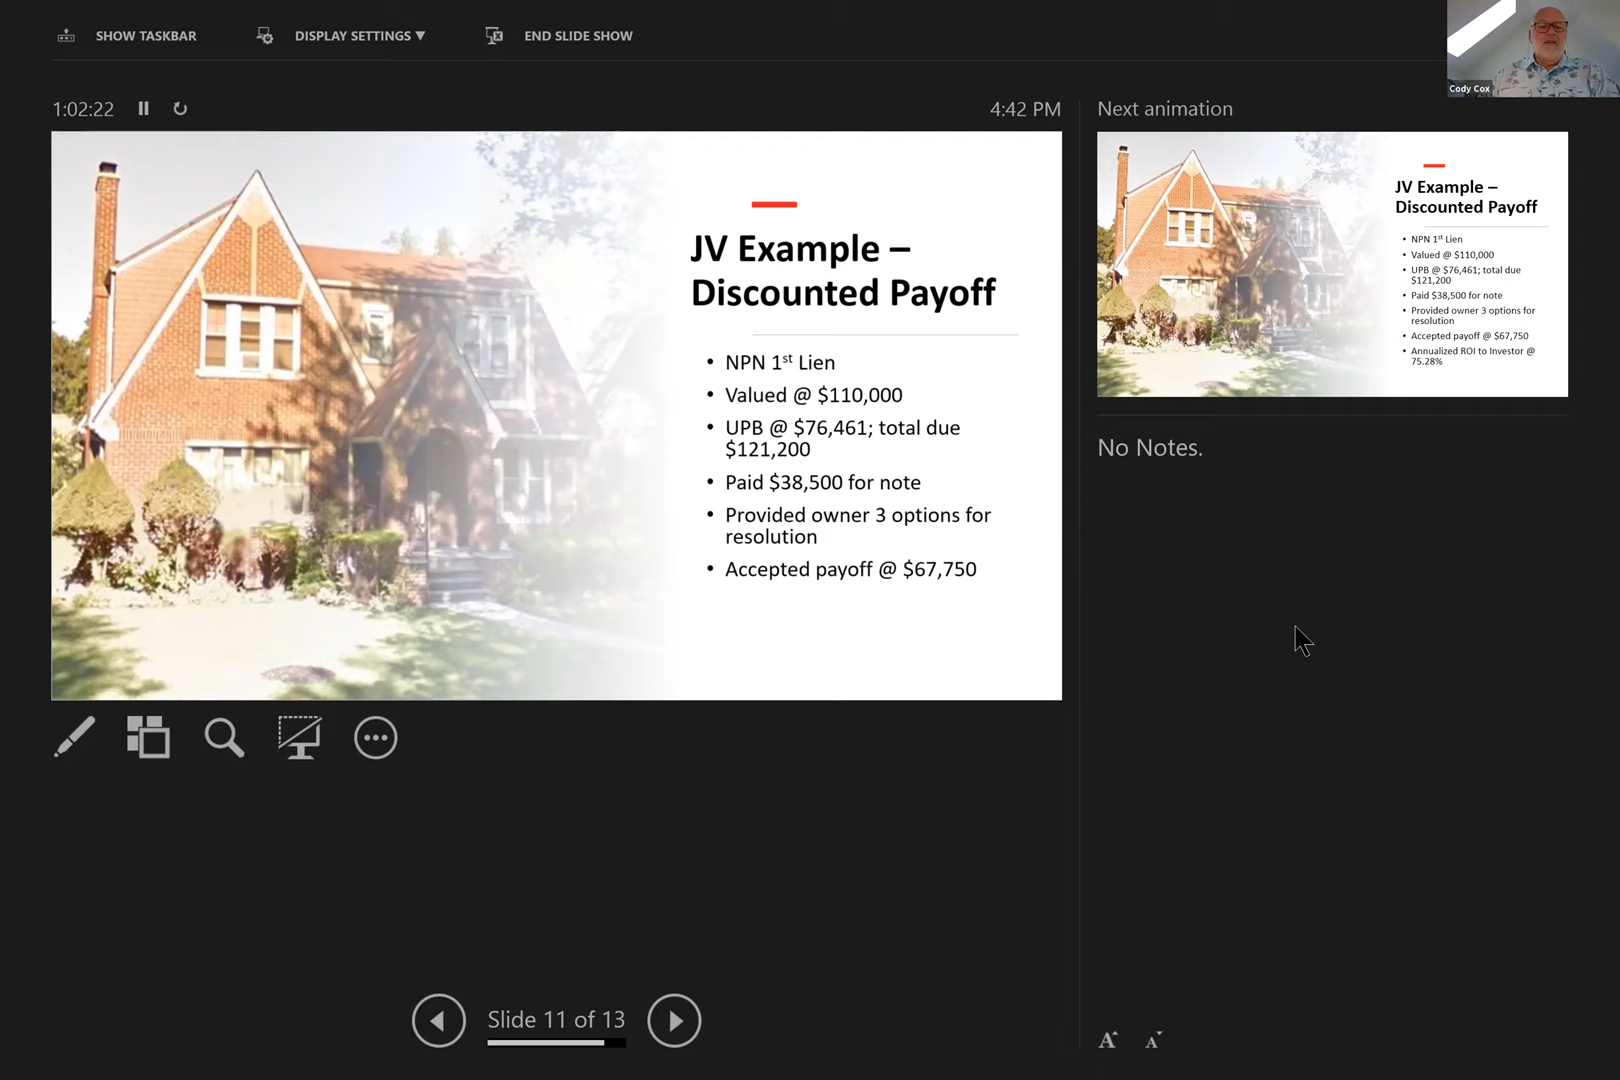 SHOW TASKBAR
DISPLAY SETTINGS ▼
END SLIDE SHOW
Cody Cox
1:02:22
4:42 PM
Next animation
JV Example –
Discounted Payoff
• NPN 1st Lien
• Valued @ $110,000
• UPB @ $76,461; total due
$121,200
• Paid $38,500 for note
• Provided owner 3 options for
resolution
• Accepted payoff @ $67,750
JV Example –
Discounted Payoff
• NPN 1st Lien
• Valued @ $110,000
• UPB @ $76,461; total due
$121,200
• Paid $38,500 for note
• Provided owner 3 options for
resolution
• Accepted payoff @ $67,750
• Annualized ROI to Investor @
75.28%
No Notes.
Slide 11 of 13
A A